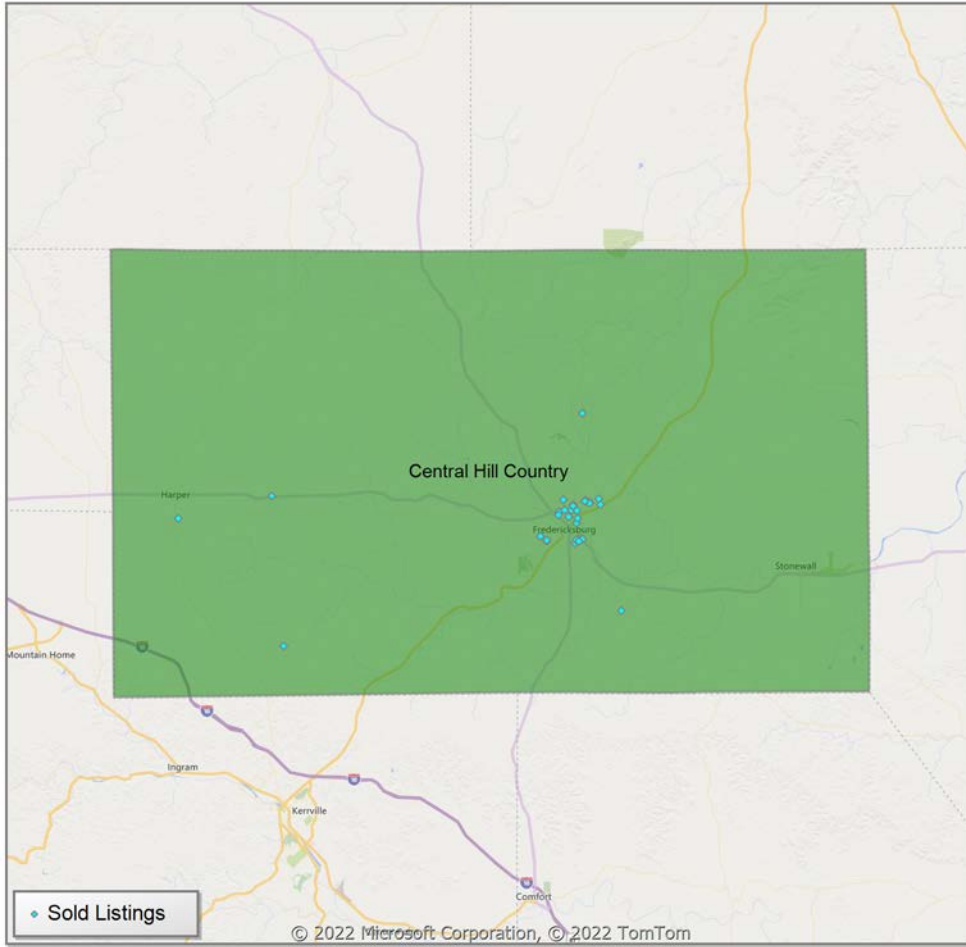 Central Hill Country
Harper
Fredericksburg
Stonewall
Mountain Home
Ingram
Kerrville
Comfort
Sold Listings
© 2022 Microsoft Corporation, © 2022 TomTom